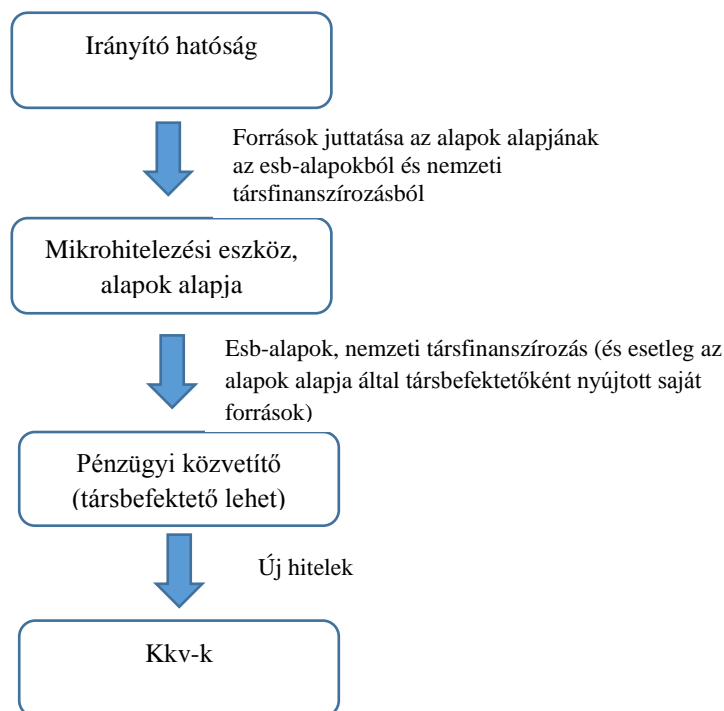 Irányító hatóság
Források juttatása az alapok alapjának
az esb-alapokból és nemzeti
társfinanszírozásból
Mikrohitelezési eszköz,
alapok alapja
Esb-alapok, nemzeti társfinanszírozás (és esetleg az
alapok alapja által társbefektetőként nyújtott saját
források)
Pénzügyi közvetítő
(társbefektető lehet)
Új hitelek
Kkv-k